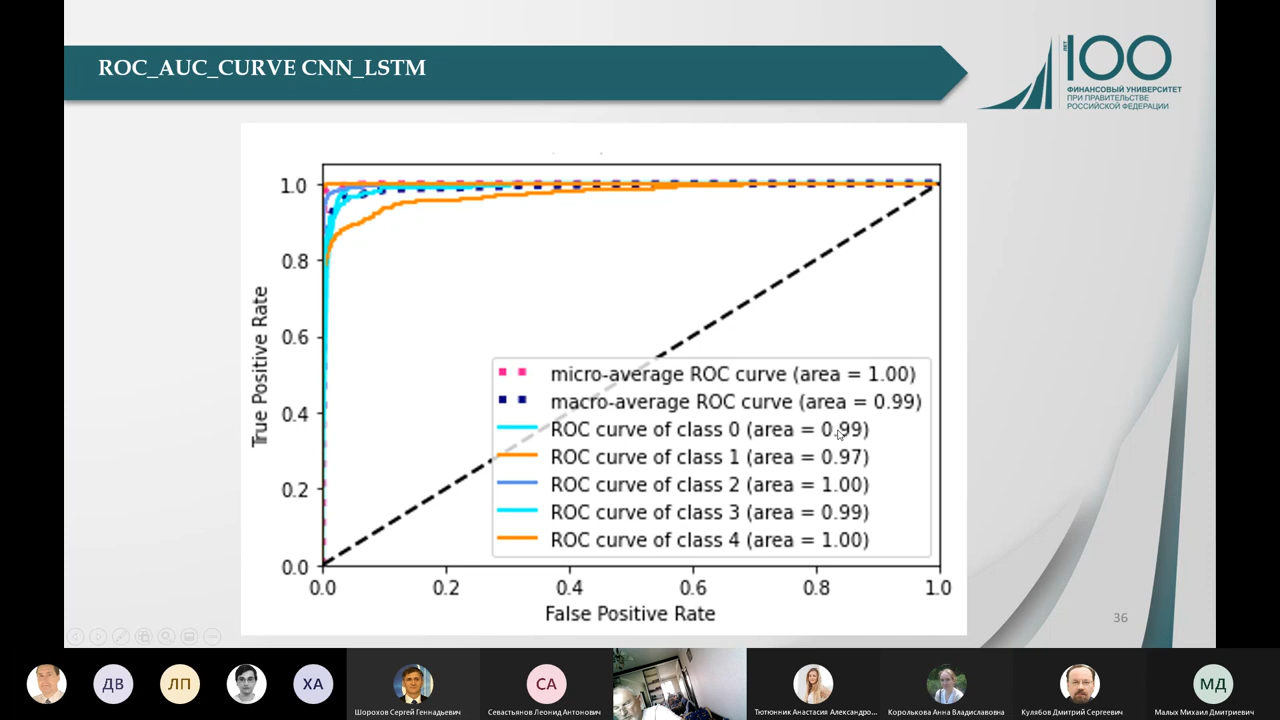 ROC_AUC_CURVE CNN_LSTM
ЛЕТ
100
ФИНАНСОВЫЙ УНИВЕРСИТЕТ
ПРИ ПРАВИТЕЛЬСТВЕ
РОССИЙСКОЙ ФЕДЕРАЦИИ
1.0
0.8
0.6
0.4
0.2
0.0
True Positive Rate
micro-average ROC curve (area = 1.00)
macro-average ROC curve (area = 0.99)
ROC curve of class 0 (area = 0.99)
ROC curve of class 1 (area = 0.97)
ROC curve of class 2 (area = 1.00)
ROC curve of class 3 (area = 0.99)
ROC curve of class 4 (area = 1.00)
0.0 0.2 0.4 0.6 0.8 1.0
False Positive Rate
36
ДВ ЛП ХА СА МД
Шорохов Сергей Геннадьевич Севастьянов Леонид Антонович Тютюнник Анастасия Александро... Королькова Анна Владиславовна Кулябов Дмитрий Сергеевич Малых Михаил Дмитриевич